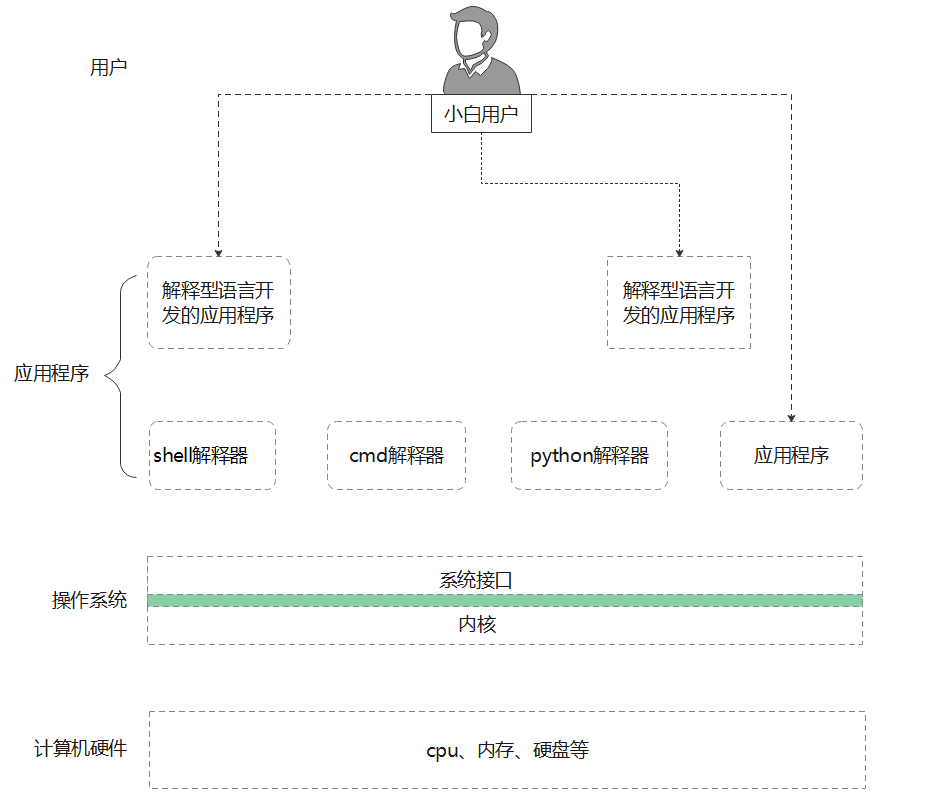 用户
小白用户
解释型语言开
发的应用程序
解释型语言开
发的应用程序
应用程序
shell解释器
cmd解释器
python解释器
应用程序
系统接口
操作系统
内核
计算机硬件
cpu、内存、硬盘等